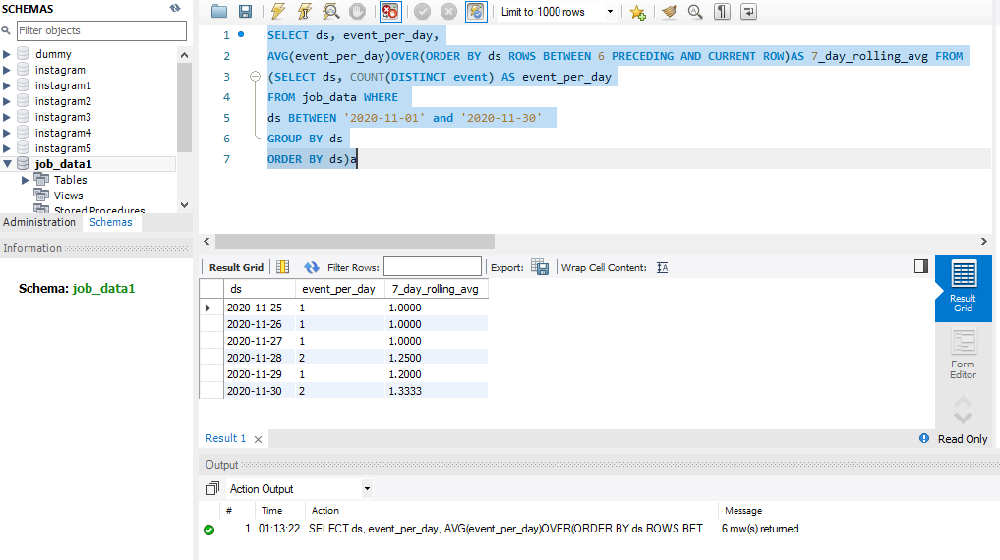 SCHEMAS
Filter objects
dummy
instagram
instagram1
instagram2
instagram3
instagram4
instagram5
job_data1
Tables
Views
Stored Procedures
Administration Schemas
Information
Schema: job_data1
Limit to 1000 rows
1 SELECT ds, event_per_day,
2 AVG(event_per_day)OVER(ORDER BY ds ROWS BETWEEN 6 PRECEDING AND CURRENT ROW)AS 7_day_rolling_avg FROM
3 (SELECT ds, COUNT(DISTINCT event) AS event_per_day
4 FROM job_data WHERE
5 ds BETWEEN '2020-11-01' and '2020-11-30'
6 GROUP BY ds
7 ORDER BY ds)a
Result Grid Filter Rows: Export: Wrap Cell Content: IA
ds event_per_day 7_day_rolling_avg
2020-11-25 1 1.0000
2020-11-26 1 1.0000
2020-11-27 1 1.0000
2020-11-28 2 1.2500
2020-11-29 1 1.2000
2020-11-30 2 1.3333
Result
Grid
Form
Editor
Result 1 Read Only
Output
Action Output
# Time Action Message
1 01:13:22 SELECT ds, event_per_day, AVG(event_per_day)OVER(ORDER BY ds ROWS BET... 6 row(s) returned